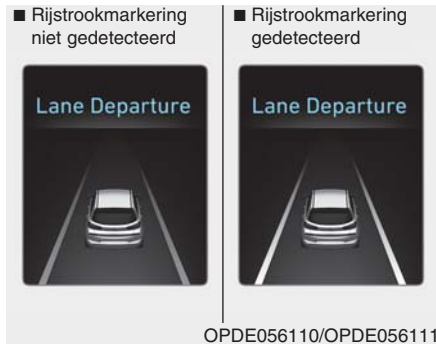 ■ Rijstrookmarkering
niet gedetecteerd
Lane Departure
■ Rijstrookmarkering
gedetecteerd
Lane Departure
OPDE056110/OPDE056111